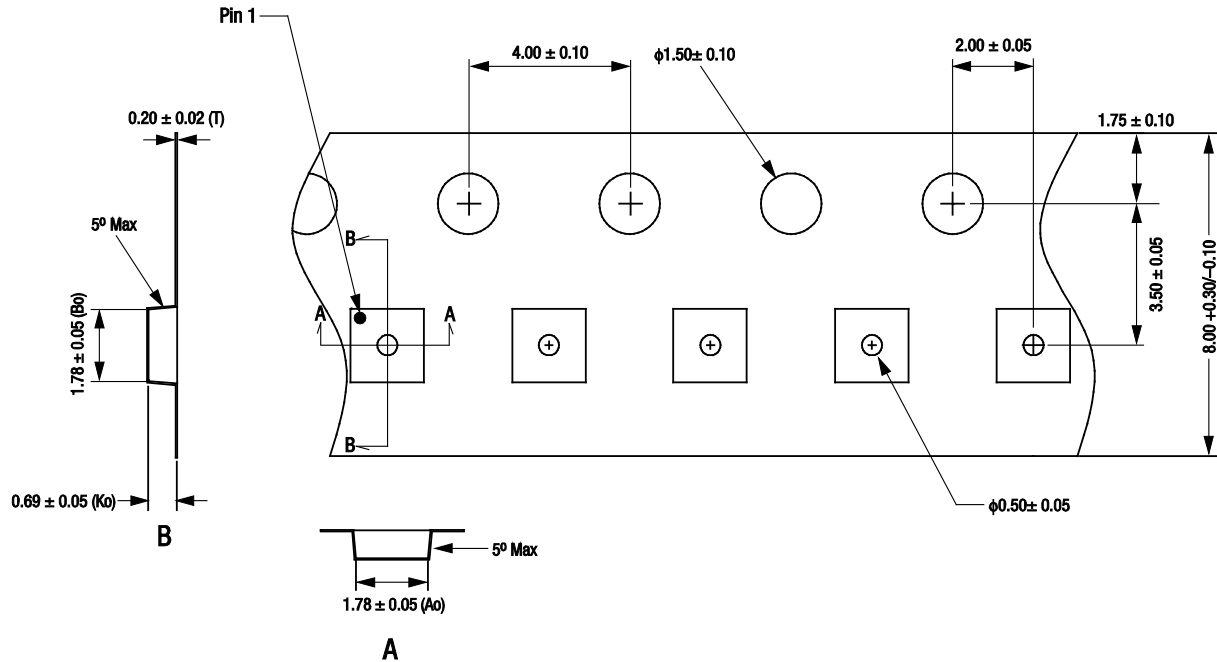 Pin 1
4.00 ± 0.10
ϕ1.50± 0.10
2.00 ± 0.05
0.20 ± 0.02 (T)
1.75 ± 0.10
5º Max
B
3.50 ± 0.05
8.00 +0.30/–0.10
A
A
1.78 ± 0.05 (Bo)
B
0.69 ± 0.05 (Ko)
ϕ0.50± 0.05
B
5º Max
1.78 ± 0.05 (Ao)
A